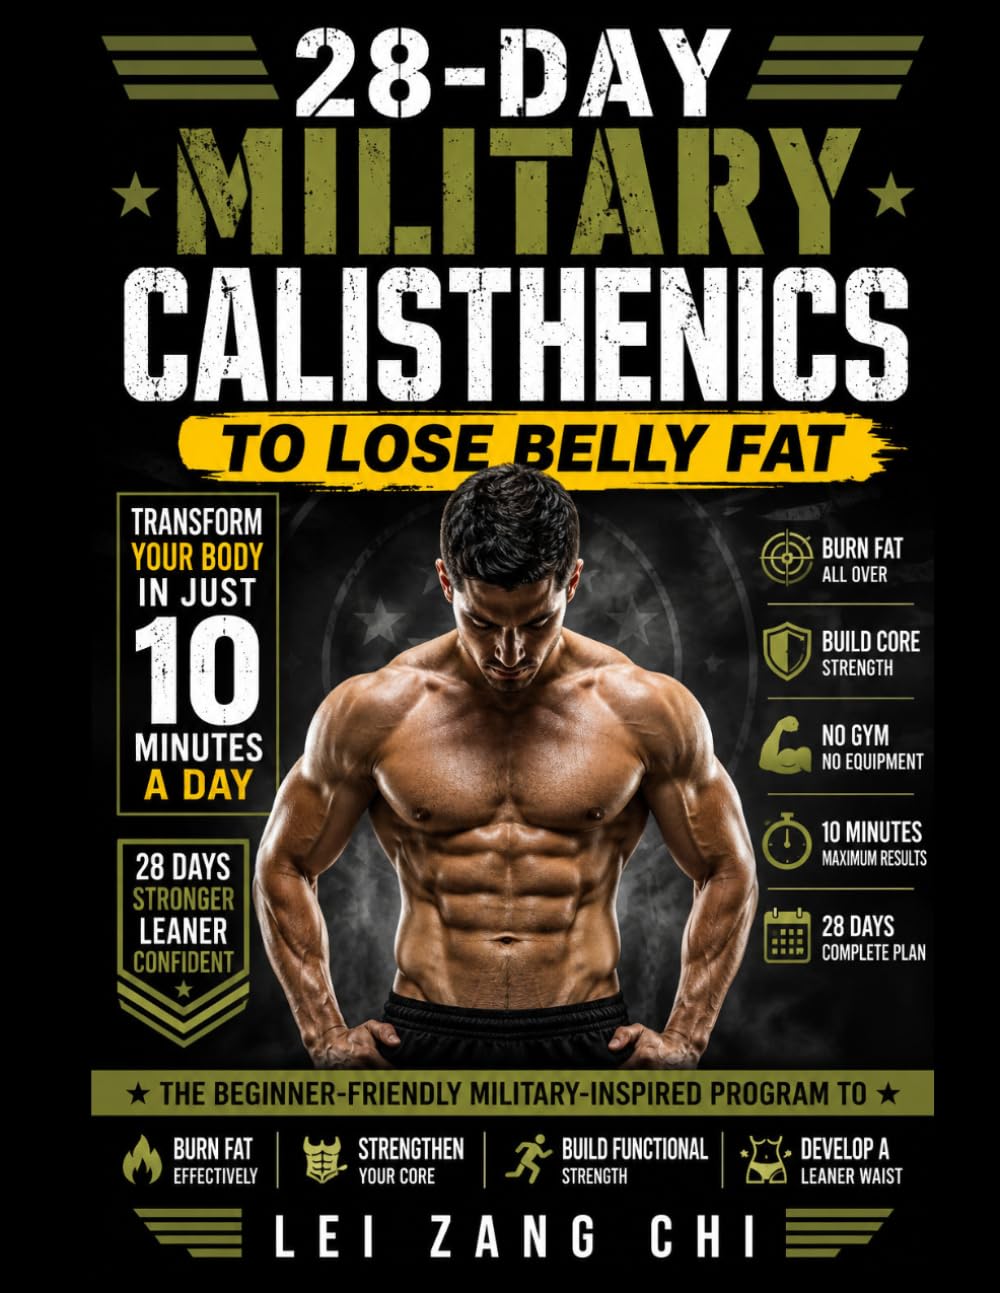 28-DAY
MILITARY
CALISTHENICS
TO LOSE BELLY FAT
TRANSFORM
YOUR BODY
IN JUST
10
MINUTES
A DAY
28 DAYS
STRONGER
LEANER
CONFIDENT
BURN FAT
ALL OVER
BUILD CORE
STRENGTH
NO GYM
NO EQUIPMENT
10 MINUTES
MAXIMUM RESULTS
28 DAYS
COMPLETE PLAN
THE BEGINNER-FRIENDLY MILITARY-INSPIRED PROGRAM TO
BURN FAT
EFFECTIVELY
STRENGTHEN
YOUR CORE
BUILD FUNCTIONAL
STRENGTH
DEVELOP A
LEANER WAIST
LEI ZANG CHI